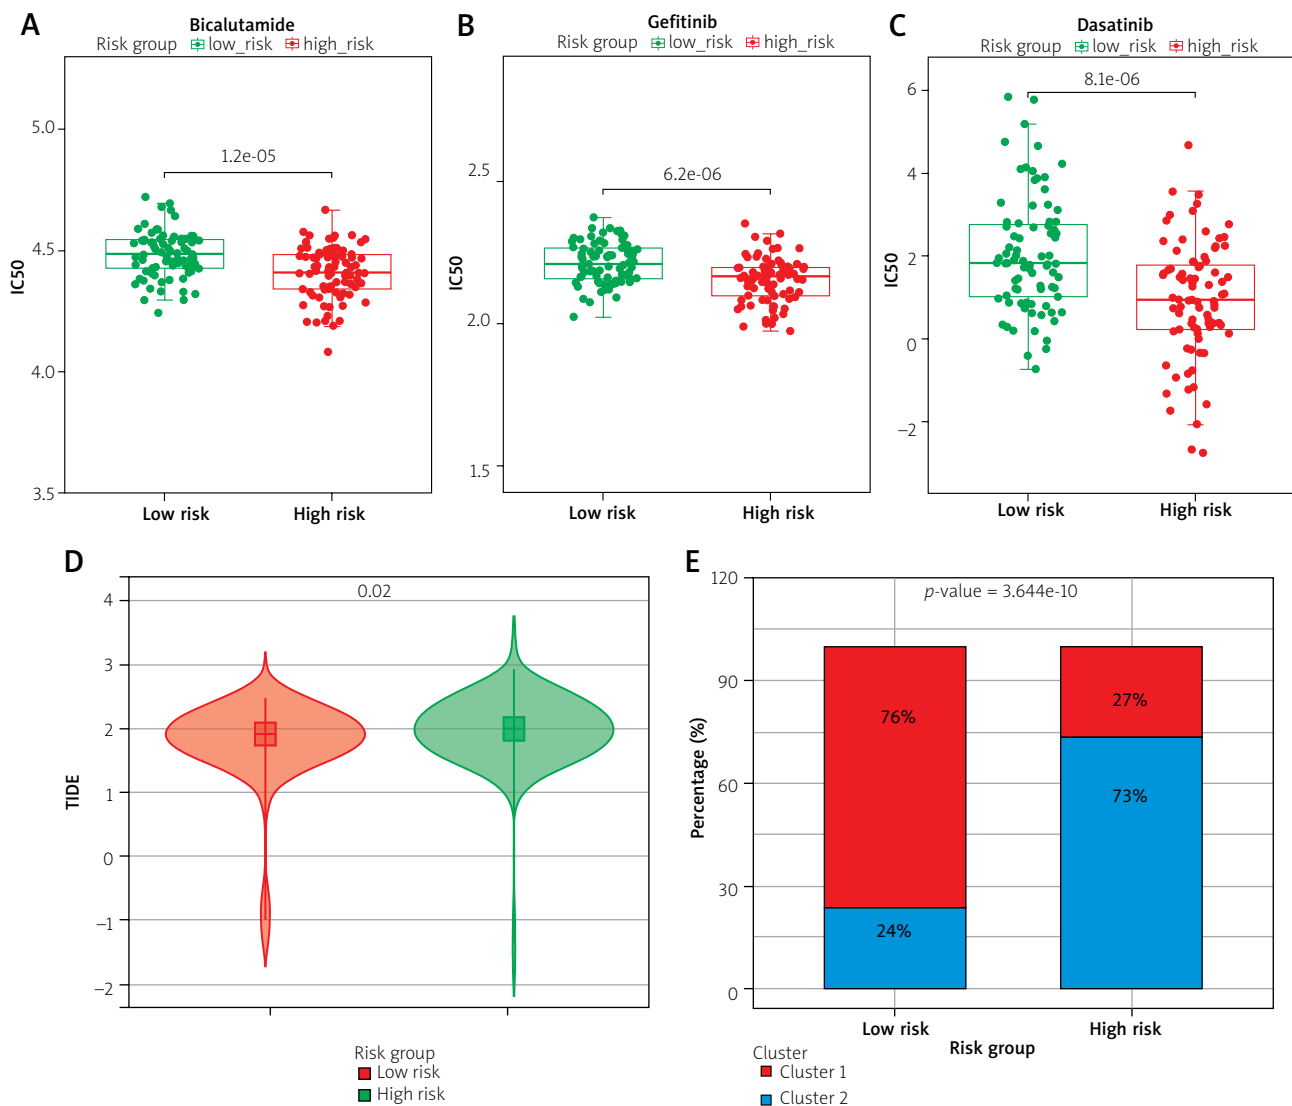 A
Bicalutamide
Risk group low_risk high_risk
5.0
4.5
4.0
3.5
IC50
1.2e-05
Low risk High risk
B
Gefitinib
Risk group low_risk high_risk
2.5
2.0
1.5
IC50
6.2e-06
Low risk High risk
C
Dasatinib
Risk group low_risk high_risk
6
4
2
0
−2
IC50
8.1e-06
Low risk High risk
D
0.02
4
3
2
1
0
−1
−2
TIDE
Risk group
Low risk
High risk
E
p-value = 3.644e-10
120
90
60
30
0
Percentage (%)
76%
24%
27%
73%
Low risk High risk
Risk group
Cluster
Cluster 1
Cluster 2